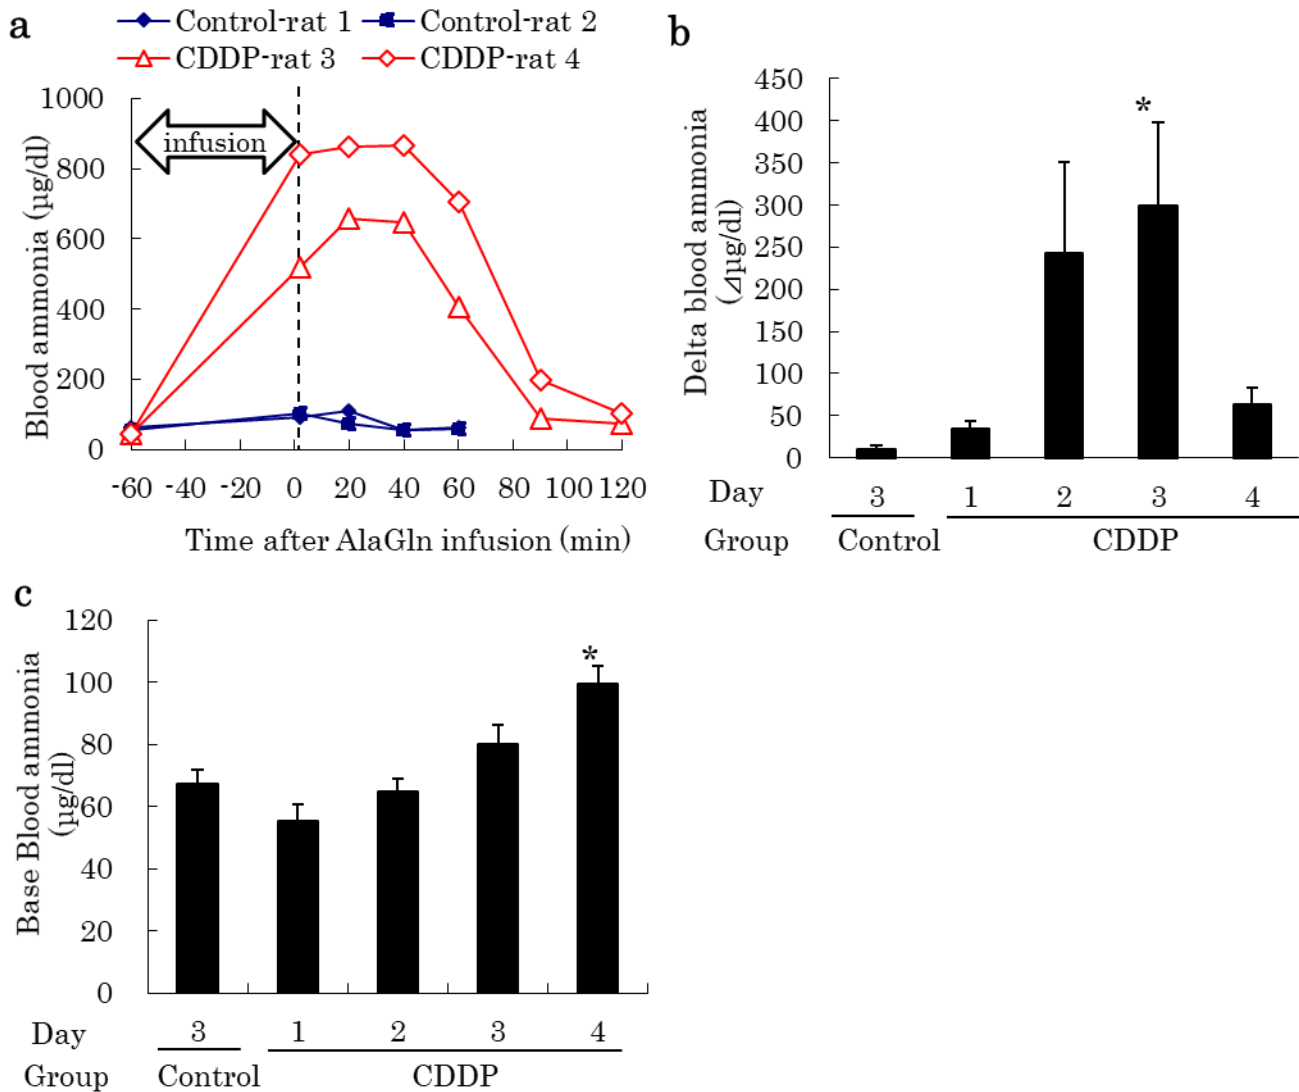 a
Control-rat 1 Control-rat 2
CDDP-rat 3 CDDP-rat 4
Blood ammonia (µg/dl)
1000
800
600
400
200
0
infusion
-60 -40 -20 0 20 40 60 80 100 120
Time after AlaGln infusion (min)
b
Delta blood ammonia
(⊿µg/dl)
450
400
350
300
250
200
150
100
50
0
*
Day 3 1 2 3 4
Group Control CDDP
c
Base Blood ammonia
(µg/dl)
120
100
80
60
40
20
0
*
Day 3 1 2 3 4
Group Control CDDP